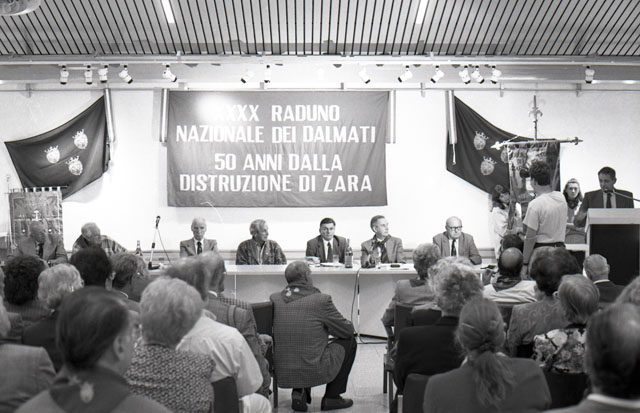 XXXX RADUNO
NAZIONALE DEI DALMATI
50 ANNI DALLA
DISTRUZIONE DI ZARA